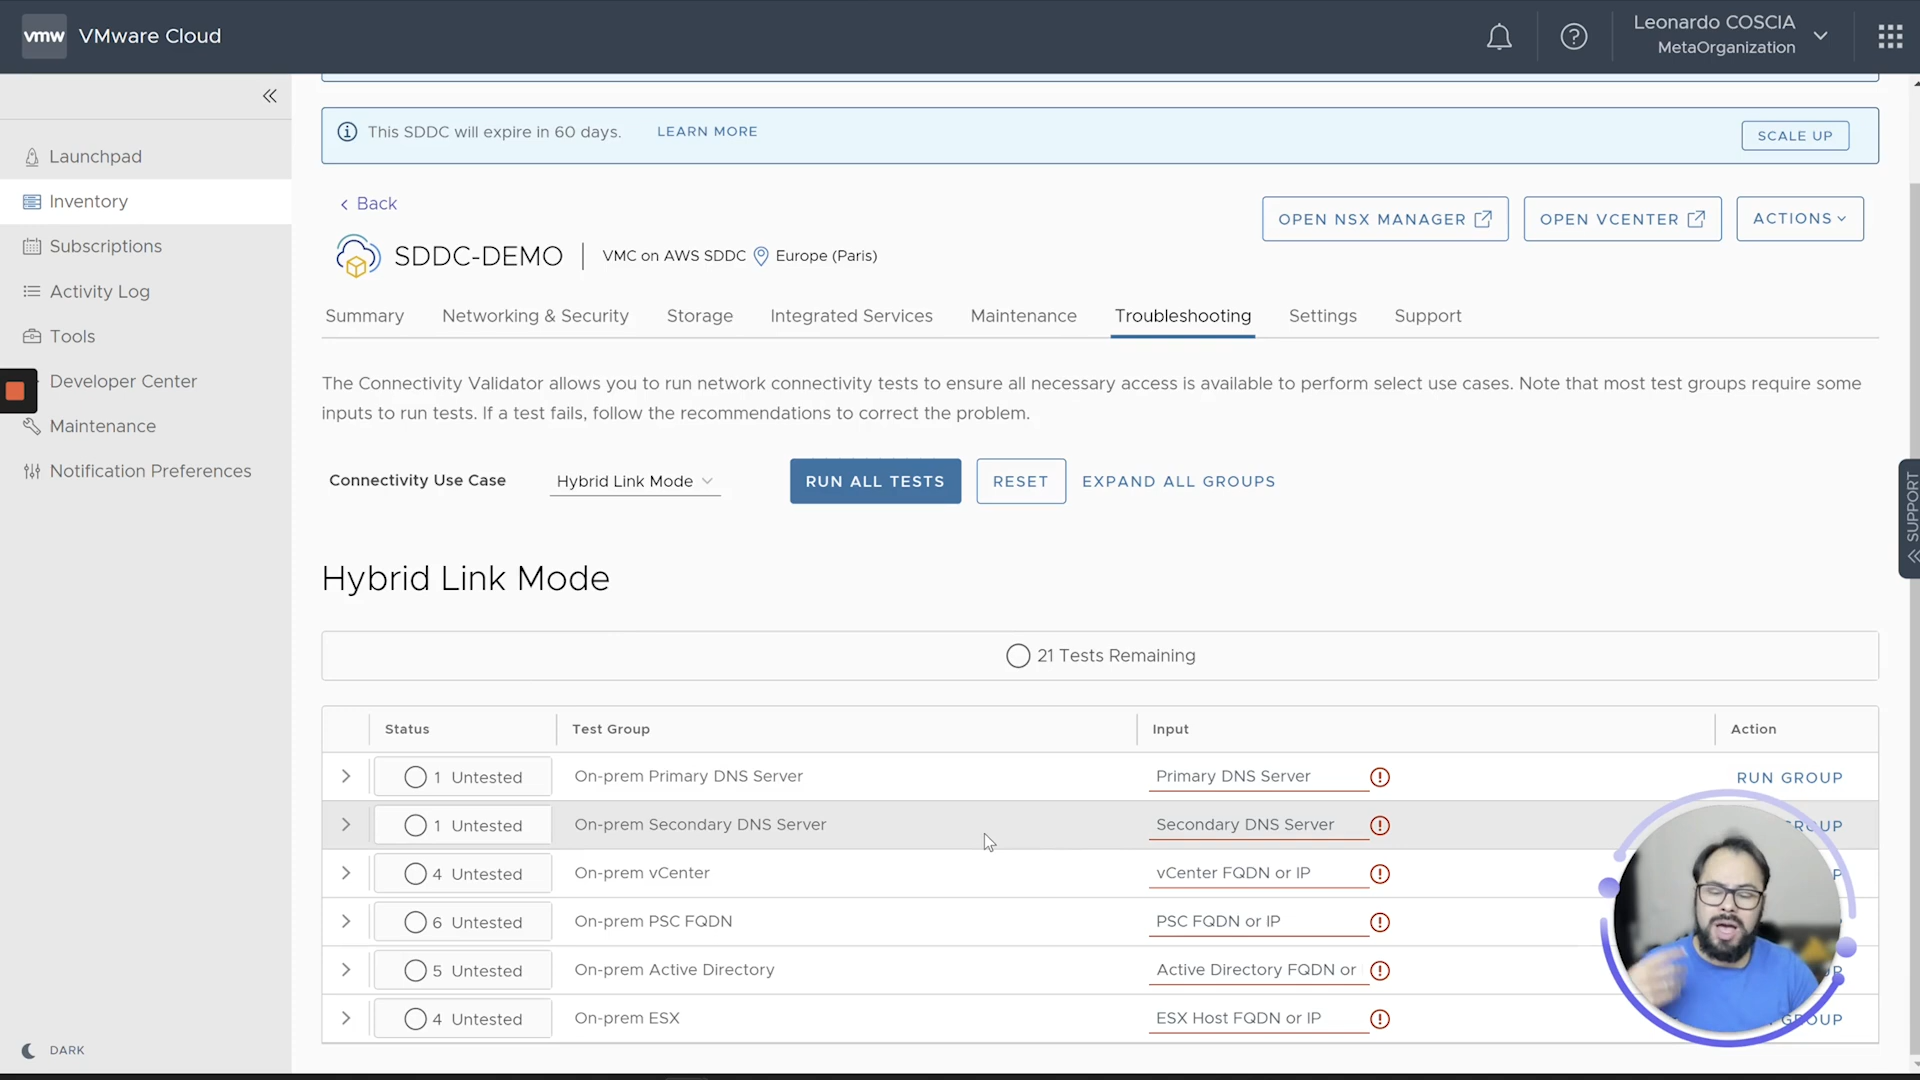 vmw VMware Cloud
Leonardo COSCIA
MetaOrganization
Launchpad
Inventory
Subscriptions
Activity Log
Tools
Developer Center
Maintenance
Notification Preferences
DARK
This SDDC will expire in 60 days. LEARN MORE
SCALE UP
Back
SDDC-DEMO
VMC on AWS SDDC Europe (Paris)
OPEN NSX MANAGER OPEN VCENTER ACTIONS
Summary Networking & Security Storage Integrated Services Maintenance Troubleshooting Settings Support
The Connectivity Validator allows you to run network connectivity tests to ensure all necessary access is available to perform select use cases. Note that most test groups require some
inputs to run tests. If a test fails, follow the recommendations to correct the problem.
Connectivity Use Case Hybrid Link Mode RUN ALL TESTS RESET EXPAND ALL GROUPS
SUPPORT
Hybrid Link Mode
21 Tests Remaining
Status Test Group Input Action
1 Untested On-prem Primary DNS Server Primary DNS Server RUN GROUP
1 Untested On-prem Secondary DNS Server Secondary DNS Server GROUP
4 Untested On-prem vCenter vCenter FQDN or IP
6 Untested On-prem PSC FQDN PSC FQDN or IP
5 Untested On-prem Active Directory Active Directory FQDN or
4 Untested On-prem ESX ESX Host FQDN or IP GROUP